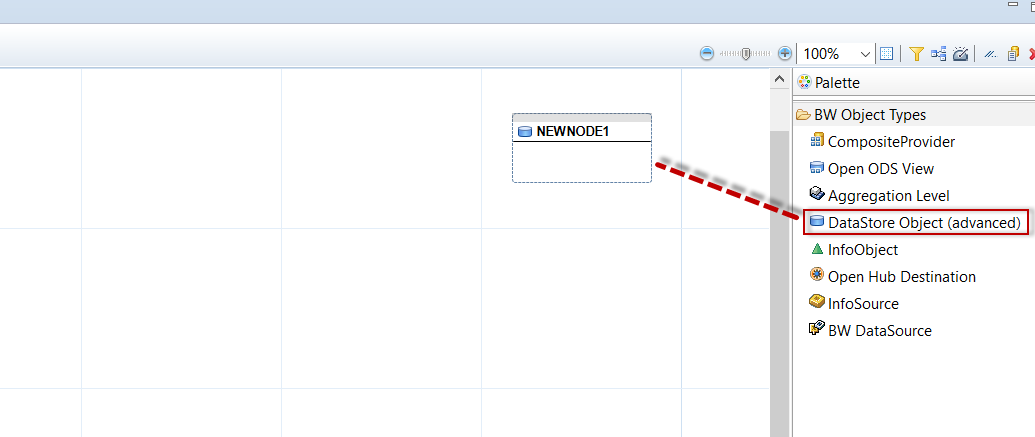 100%
Palette
NEWNODE1
BW Object Types
CompositeProvider
Open ODS View
Aggregation Level
DataStore Object (advanced)
InfoObject
Open Hub Destination
InfoSource
BW DataSource